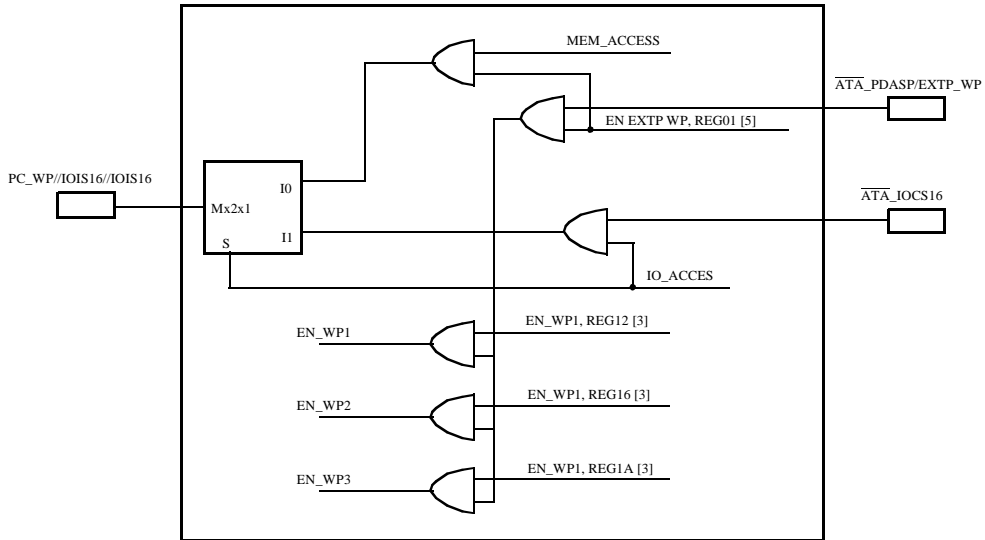 MEM_ACCESS
ATA_PDASP/EXTP_WP
EN EXTP WP, REG01 [5]
PC_WP//IOIS16//IOIS16
I0
Mx2x1
I1
S
ATA_IOCS16
IO_ACCES
EN_WP1, REG12 [3]
EN_WP1
EN_WP1, REG16 [3]
EN_WP2
EN_WP1, REG1A [3]
EN_WP3